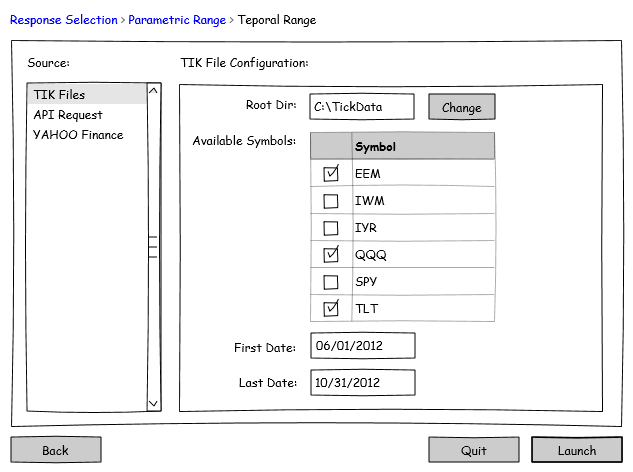 Response Selection > Parametric Range > Teporal Range
Source:
TIK Files
API Request
YAHOO Finance
TIK File Configuration:
Root Dir: C:\TickData Change
Available Symbols:
Symbol
EEM
IWM
IYR
QQQ
SPY
TLT
First Date: 06/01/2012
Last Date: 10/31/2012
Back Quit Launch